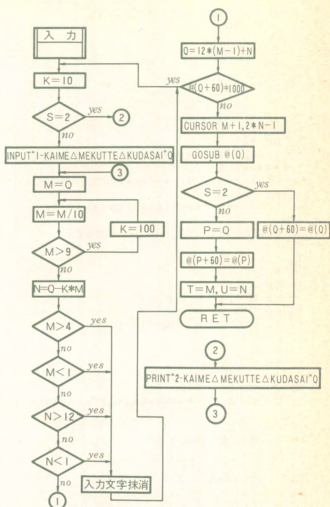 入力
K=10
S=2
yes
2
no
INPUT"1-KAIME△MEKUTTE△KUDASAI"Q
3
M=Q
M=M/10
K=100
M>9
yes
no
N=Q-K*M
M>4
yes
no
M<1
yes
no
N>12
yes
no
N<1
yes
no
入力文字抹消
1
1
Q=12*(M-1)+N
yes
@(Q+60)=1000
no
CURSOR M+1,2*N-1
GOSUB @(Q)
S=2
yes
no
P=Q
@(Q+60)=@(Q)
@(P+60)=@(P)
T=M,U=N
RET
2
PRINT"2-KAIME△MEKUTTE△KUDASAI"Q
3